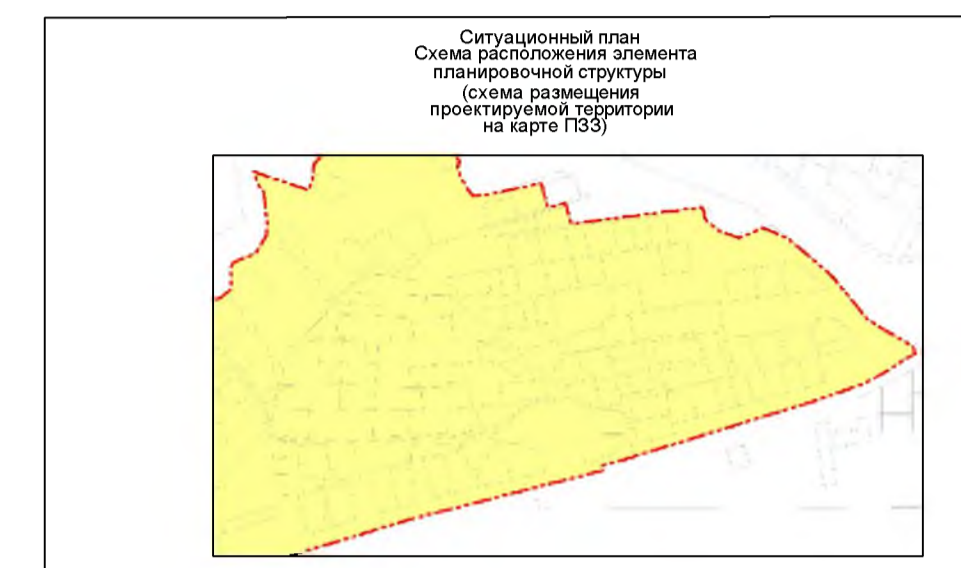 Ситуационный план
Схема расположения элемента
планировочной структуры
(схема размещения
проектируемой территории
на карте ПЗЗ)
Н